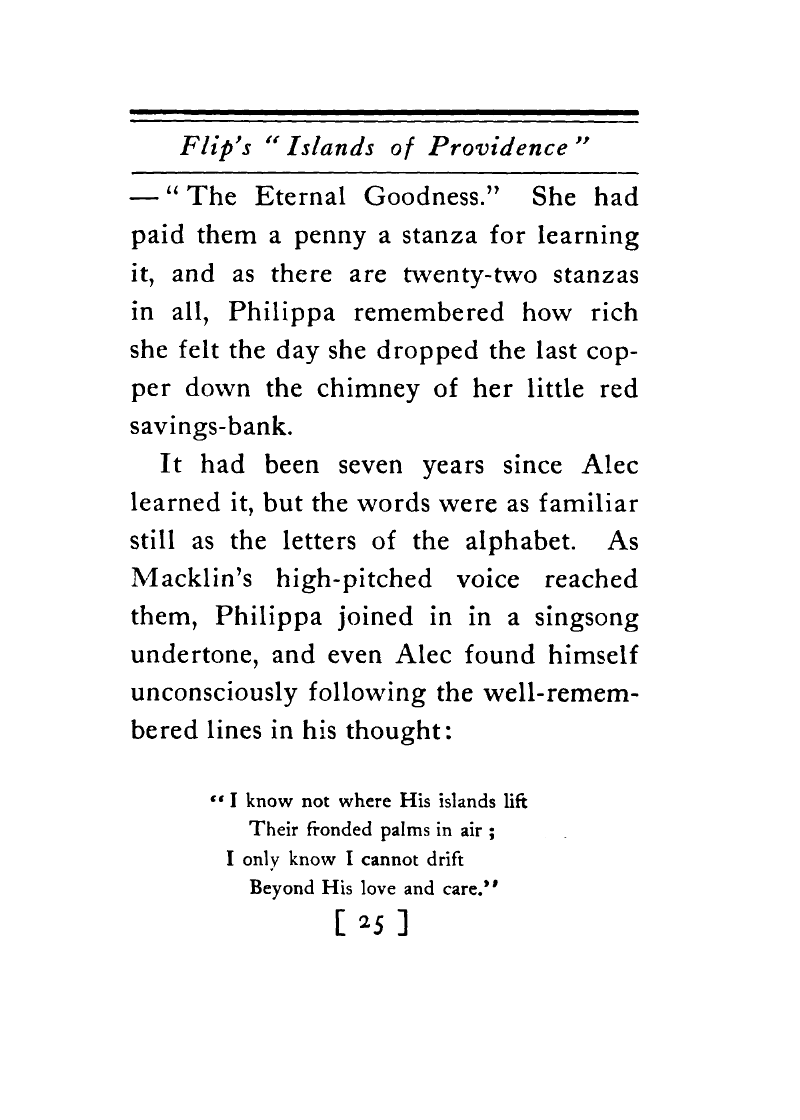 Flip's "Islands of Providence"
— "The Eternal Goodness." She had
paid them a penny a stanza for learning
it, and as there are twenty-two stanzas
in all, Philippa remembered how rich
she felt the day she dropped the last cop-
per down the chimney of her little red
savings-bank.
It had been seven years since Alec
learned it, but the words were as familiar
still as the letters of the alphabet. As
Macklin's high-pitched voice reached
them, Philippa joined in in a singsong
undertone, and even Alec found himself
unconsciously following the well-remem-
bered lines in his thought:
"I know not where His islands lift
Their fronded palms in air;
I only know I cannot drift
Beyond His love and care."
[ 25 ]